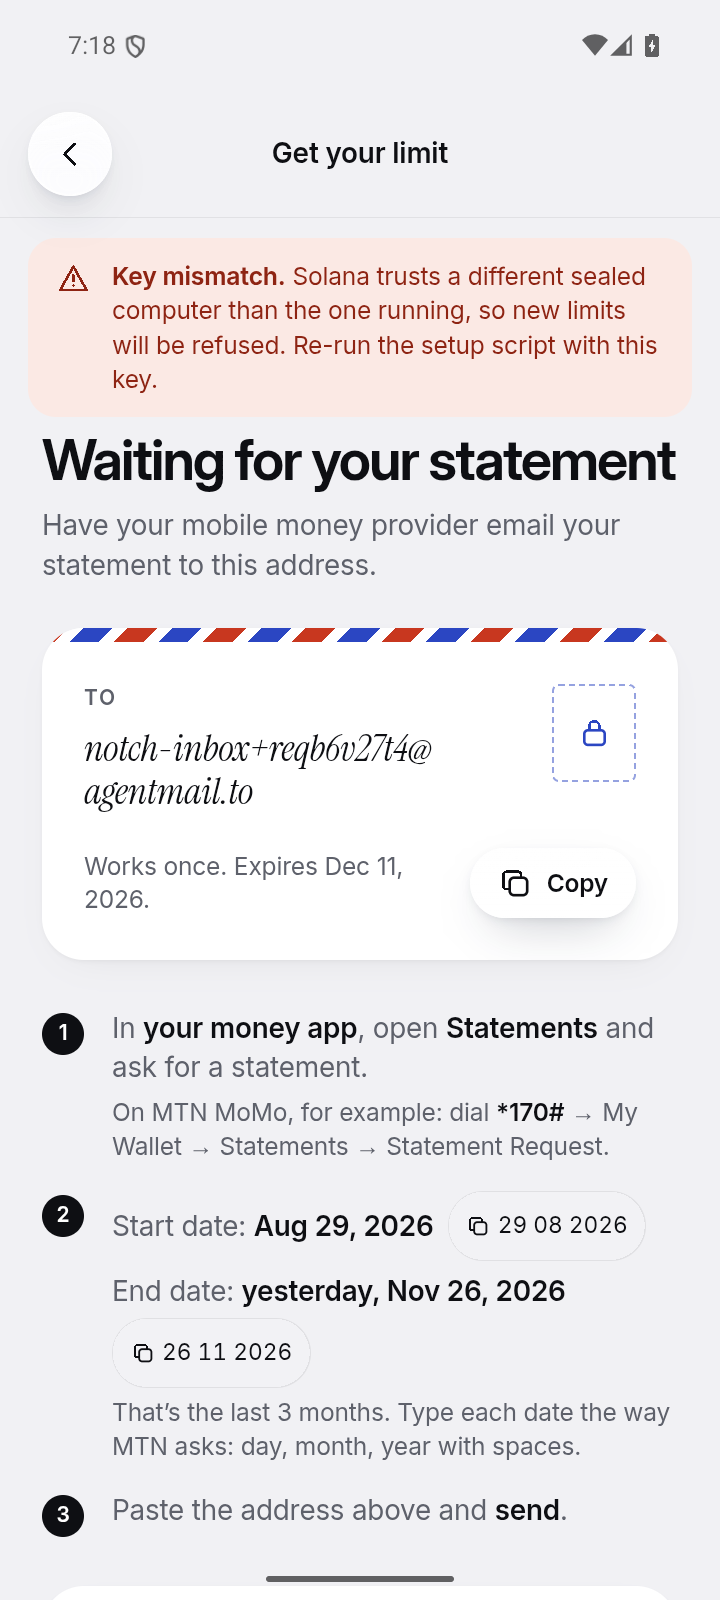 7:18
Get your limit
Key mismatch. Solana trusts a different sealed
computer than the one running, so new limits
will be refused. Re-run the setup script with this
key.
Waiting for your statement
Have your mobile money provider email your
statement to this address.
TO
notch-inbox+reqb6v27t4@
agentmail.to
Works once. Expires Dec 11,
2026.
Copy
1 In your money app, open Statements and
ask for a statement.
On MTN MoMo, for example: dial *170# → My
Wallet → Statements → Statement Request.
2 Start date: Aug 29, 2026 29 08 2026
End date: yesterday, Nov 26, 2026
26 11 2026
That’s the last 3 months. Type each date the way
MTN asks: day, month, year with spaces.
3 Paste the address above and send.